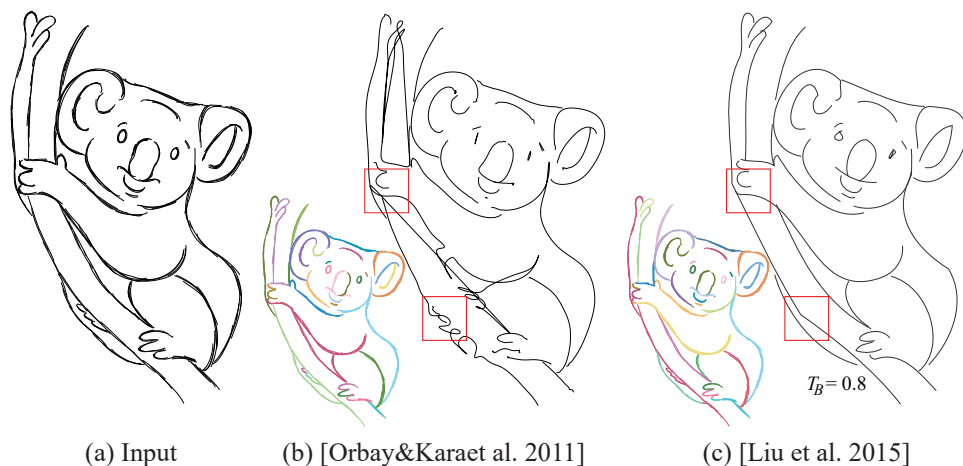 T_B = 0.8
(a) Input
(b) [Orbay&Karaet al. 2011]
(c) [Liu et al. 2015]